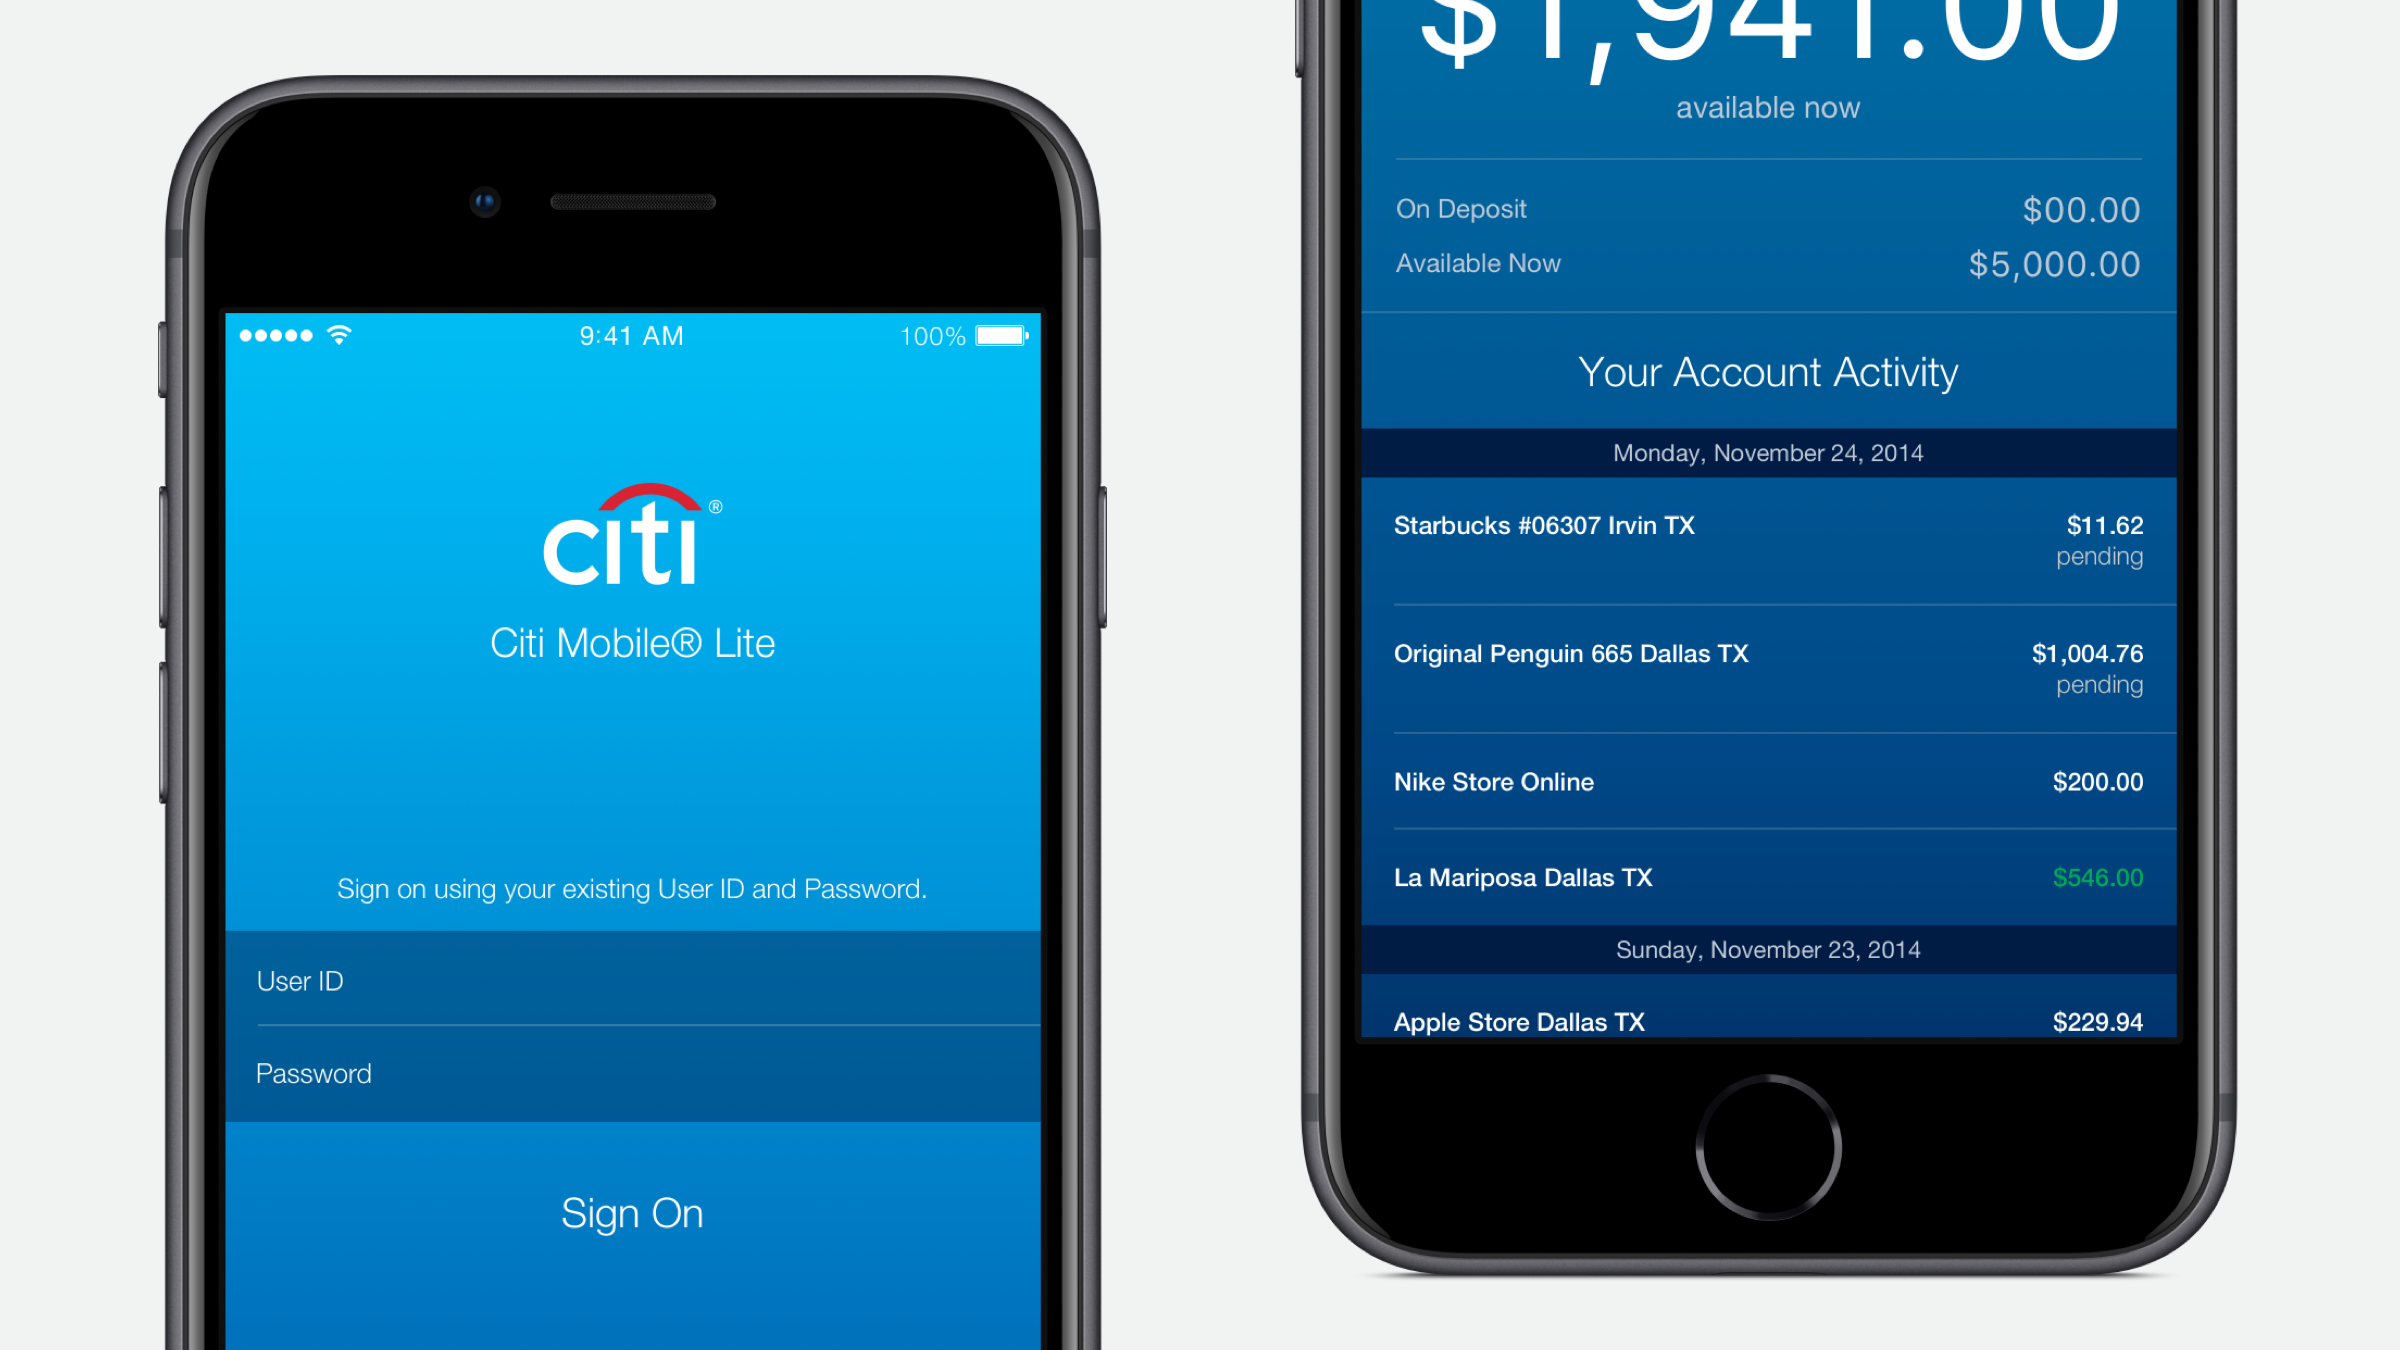 9:41 AM
100%
citi®
Citi Mobile® Lite
Sign on using your existing User ID and Password.
User ID
Password
Sign On
$1,941.00
available now
On Deposit $00.00
Available Now $5,000.00
Your Account Activity
Monday, November 24, 2014
Starbucks #06307 Irvin TX $11.62
pending
Original Penguin 665 Dallas TX $1,004.76
pending
Nike Store Online $200.00
La Mariposa Dallas TX $546.00
Sunday, November 23, 2014
Apple Store Dallas TX $229.94